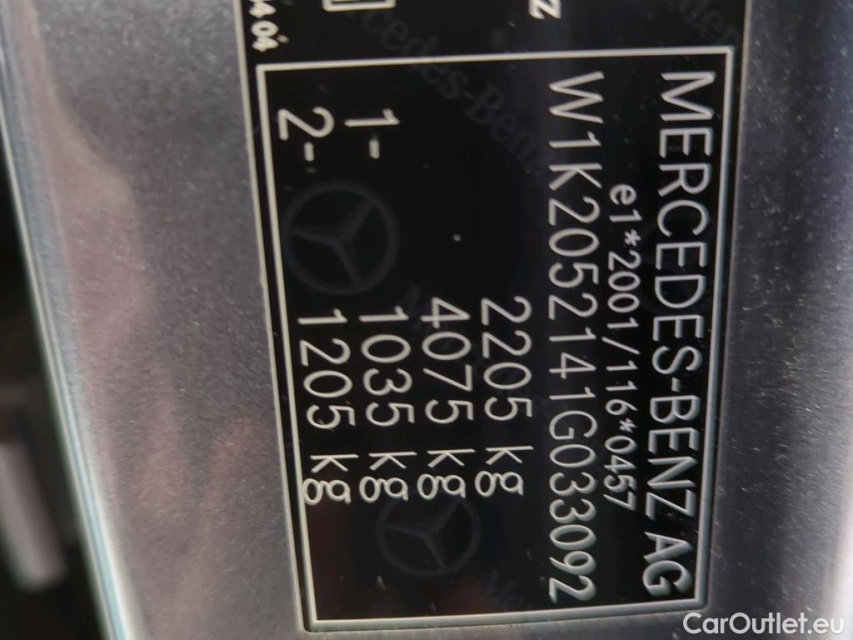 MERCEDES-BENZ AG
e1*2001/116*0457
W1K2052141G033092
2205 kg
4075 kg
1- 1035 kg
2- 1205 kg
CarOutlet.eu